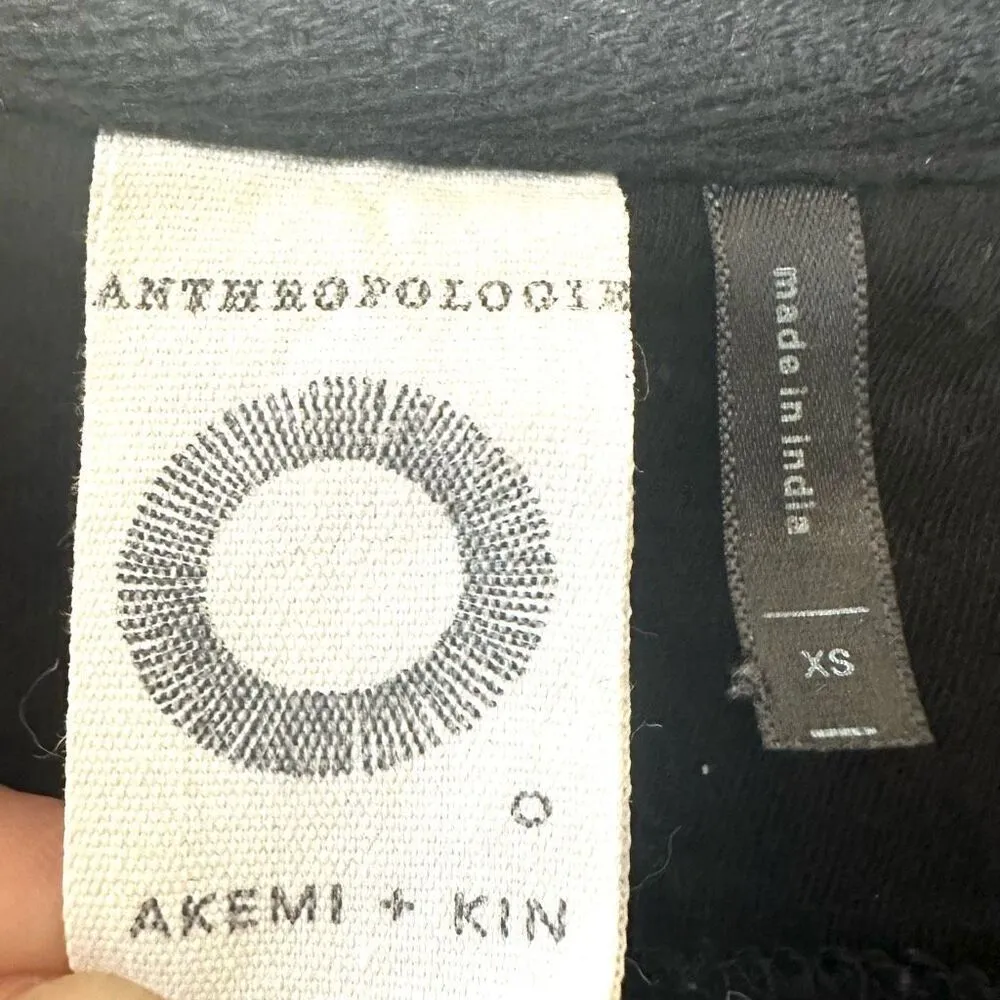 ANTHROPOLOGIE
AKEMI + KIN
made in india
XS